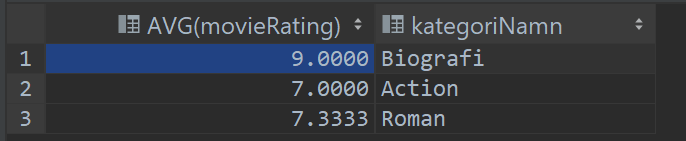 AVG(movieRating) kategoriNamn
1 9.0000 Biografi
2 7.0000 Action
3 7.3333 Roman